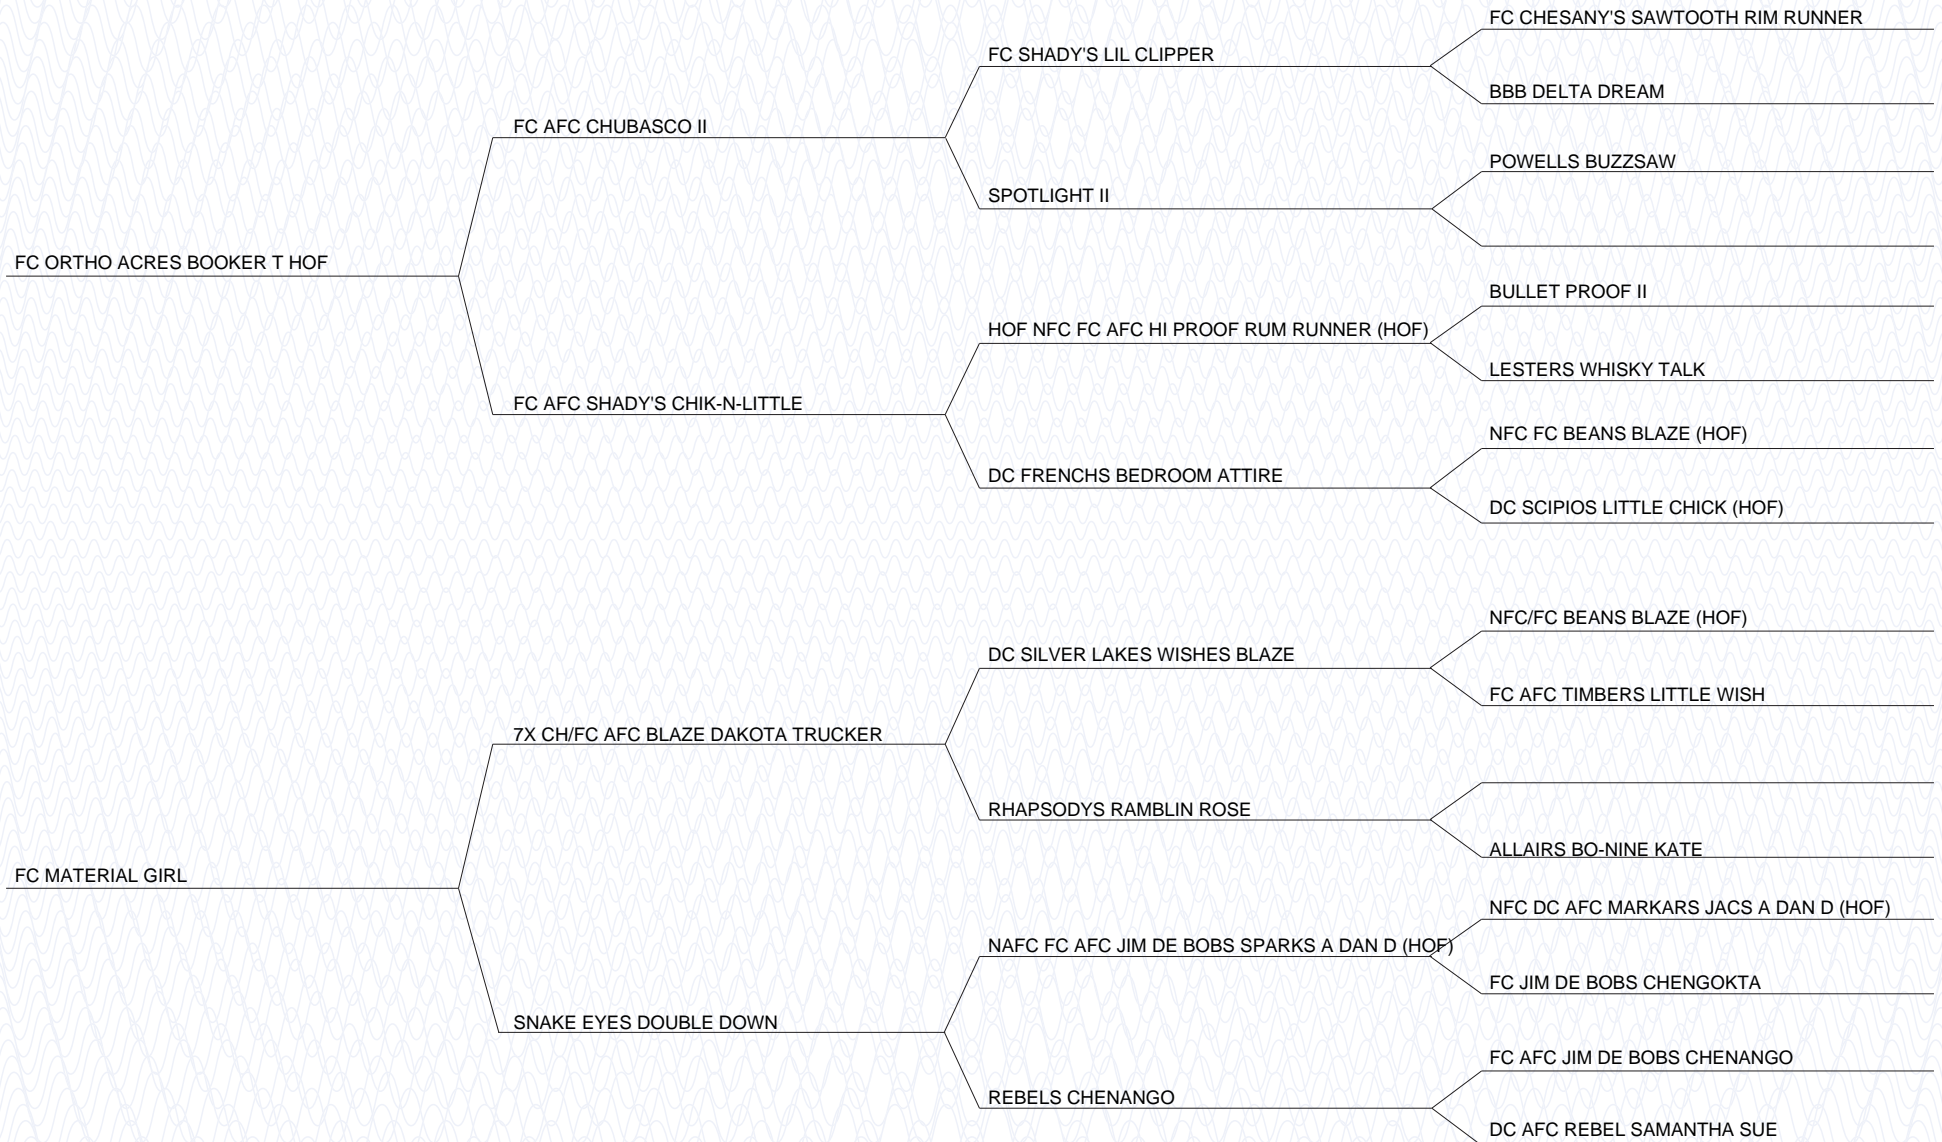 FC CHESANY'S SAWTOOTH RIM RUNNER
FC SHADY'S LIL CLIPPER
BBB DELTA DREAM
FC AFC CHUBASCO II
POWELLS BUZZSAW
SPOTLIGHT II
FC ORTHO ACRES BOOKER T HOF
BULLET PROOF II
HOF NFC FC AFC HI PROOF RUM RUNNER (HOF)
LESTERS WHISKY TALK
FC AFC SHADY'S CHIK-N-LITTLE
NFC FC BEANS BLAZE (HOF)
DC FRENCHS BEDROOM ATTIRE
DC SCIPIOS LITTLE CHICK (HOF)
NFC/FC BEANS BLAZE (HOF)
DC SILVER LAKES WISHES BLAZE
FC AFC TIMBERS LITTLE WISH
7X CH/FC AFC BLAZE DAKOTA TRUCKER
RHAPSODYS RAMBLIN ROSE
ALLAIRS BO-NINE KATE
FC MATERIAL GIRL
NFC DC AFC MARKARS JACS A DAN D (HOF)
NAFC FC AFC JIM DE BOBS SPARKS A DAN D (HOF)
FC JIM DE BOBS CHENGOKTA
SNAKE EYES DOUBLE DOWN
FC AFC JIM DE BOBS CHENANGO
REBELS CHENANGO
DC AFC REBEL SAMANTHA SUE